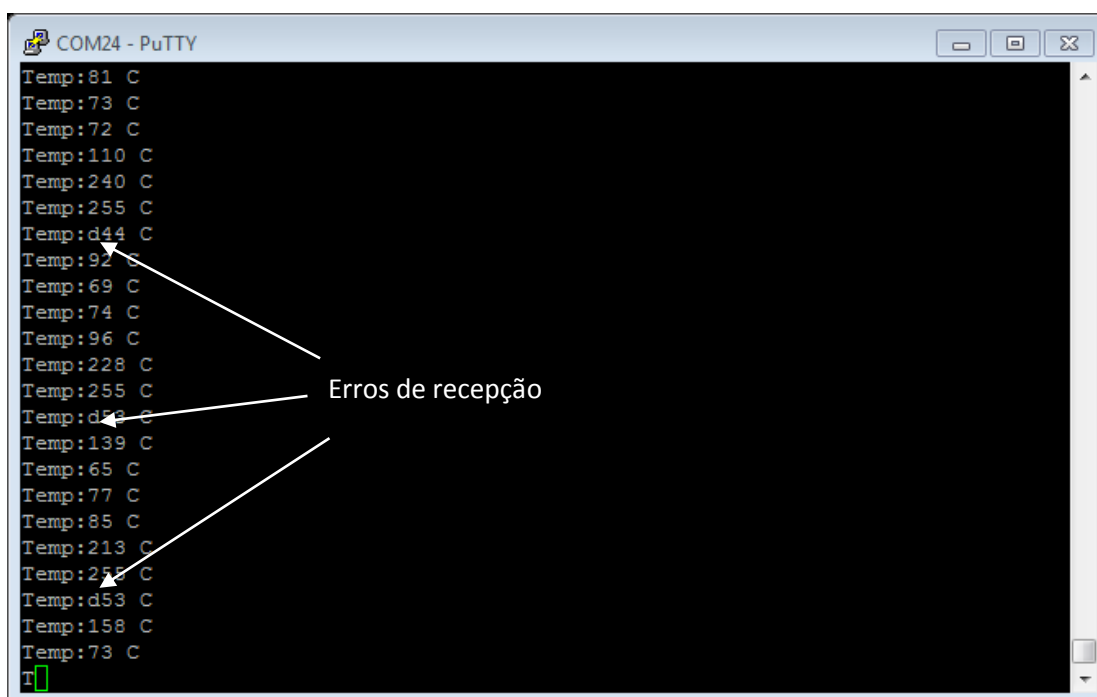 COM24 - PuTTY
Temp:81 C
Temp:73 C
Temp:72 C
Temp:110 C
Temp:240 C
Temp:255 C
Temp:d44 C
Temp:92 C
Temp:69 C
Temp:74 C
Temp:96 C
Temp:228 C
Temp:255 C
Erros de recepção
Temp:d53 C
Temp:139 C
Temp:65 C
Temp:77 C
Temp:85 C
Temp:213 C
Temp:255 C
Temp:d53 C
Temp:158 C
Temp:73 C
T